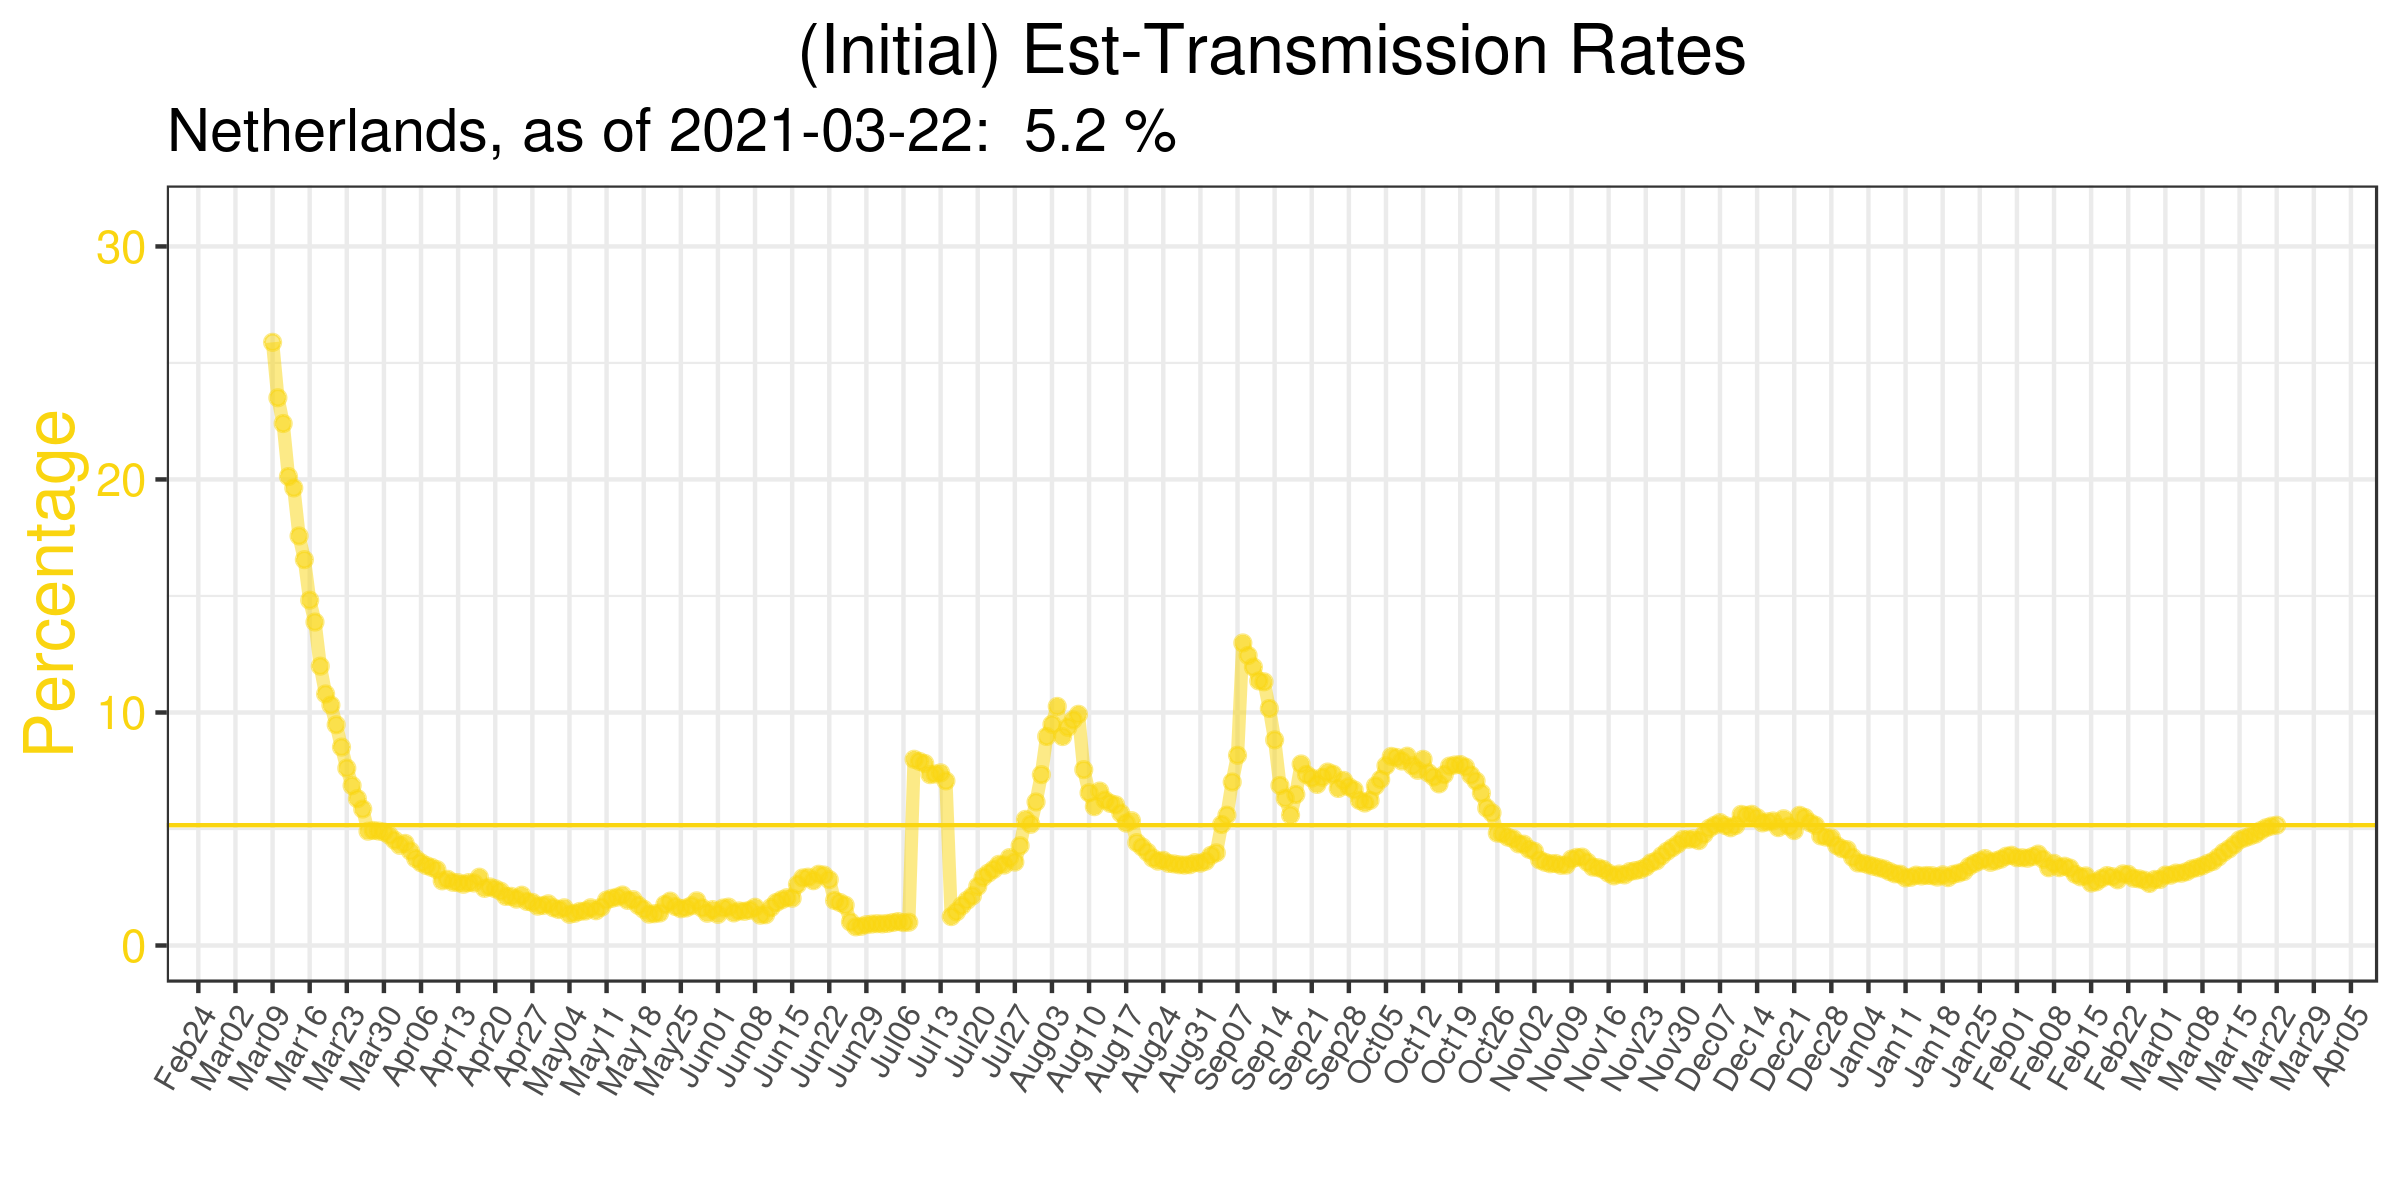 (Initial) Est-Transmission Rates
Netherlands, as of 2021-03-22:  5.2 %
Percentage
30
20
10
0
Feb24
Mar02
Mar09
Mar16
Mar23
Mar30
Apr06
Apr13
Apr20
Apr27
May04
May11
May18
May25
Jun01
Jun08
Jun15
Jun22
Jun29
Jul06
Jul13
Jul20
Jul27
Aug03
Aug10
Aug17
Aug24
Aug31
Sep07
Sep14
Sep21
Sep28
Oct05
Oct12
Oct19
Oct26
Nov02
Nov09
Nov16
Nov23
Nov30
Dec07
Dec14
Dec21
Dec28
Jan04
Jan11
Jan18
Jan25
Feb01
Feb08
Feb15
Feb22
Mar01
Mar08
Mar15
Mar22
Mar29
Apr05